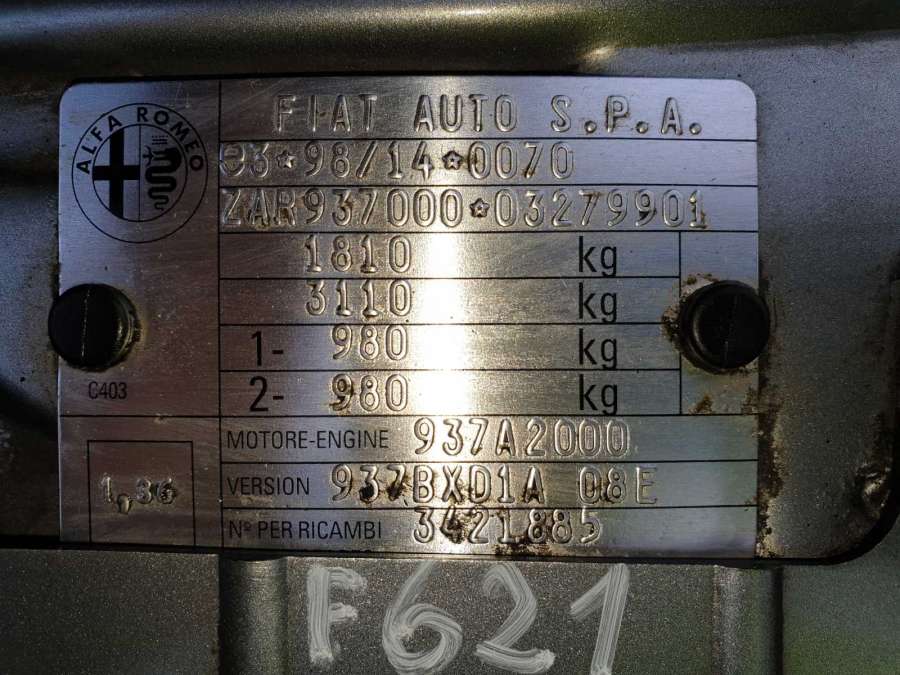 FIAT AUTO S.P.A.
ALFA ROMEO
e3*98/14*0070
ZAR937000*03279901
1810 kg
3110 kg
1- 980 kg
2- 980 kg
C403
MOTORE-ENGINE 937A2000
1,36
VERSION 937BXD1A 08E
Nº PER RICAMBI 3421885
F621